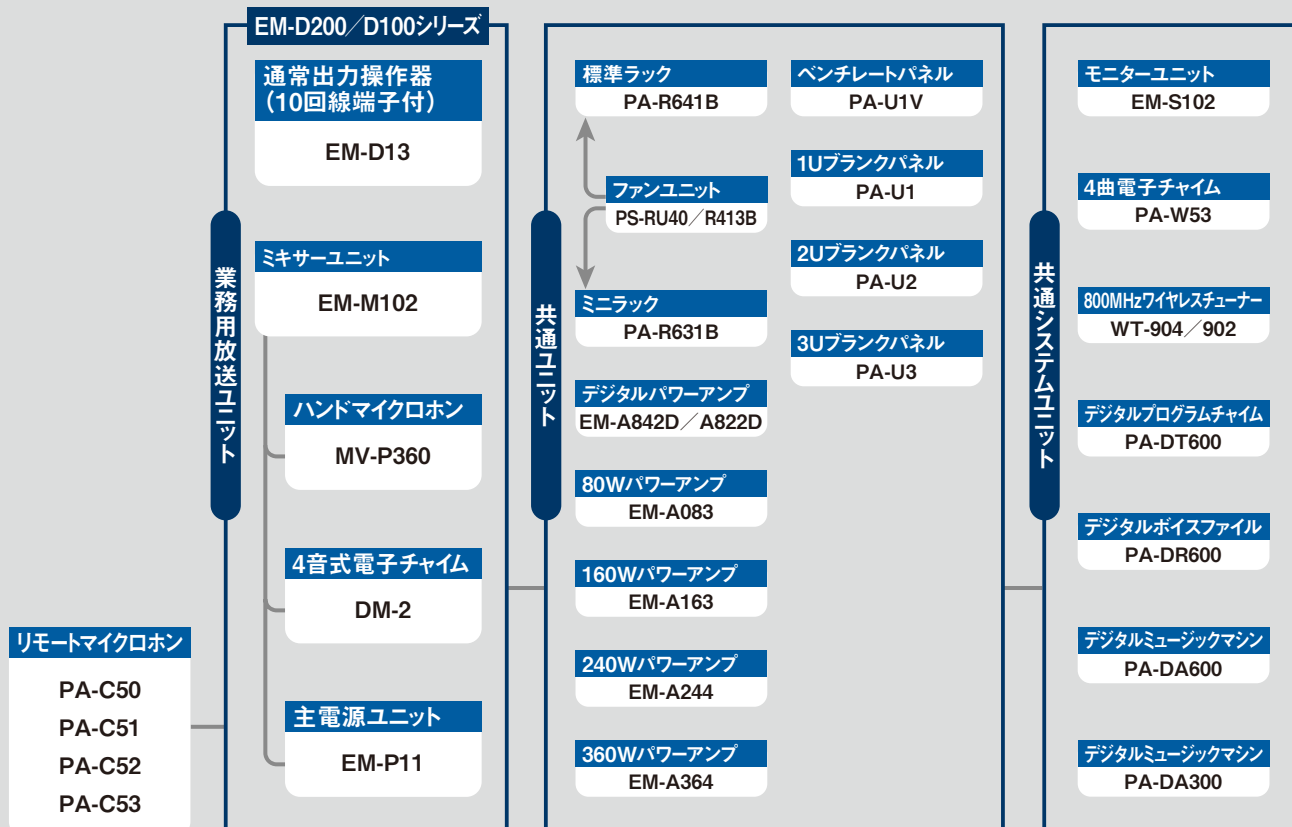 EM-D200／D100シリーズ
業務用放送ユニット
通常出力操作器
（10回線端子付）
EM-D13
ミキサーユニット
EM-M102
ハンドマイクロホン
MV-P360
4音式電子チャイム
DM-2
主電源ユニット
EM-P11
リモートマイクロホン
PA-C50
PA-C51
PA-C52
PA-C53
共通ユニット
標準ラック
PA-R641B
ファンユニット
PS-RU40／R413B
ミニラック
PA-R631B
デジタルパワーアンプ
EM-A842D／A822D
80Wパワーアンプ
EM-A083
160Wパワーアンプ
EM-A163
240Wパワーアンプ
EM-A244
360Wパワーアンプ
EM-A364
ベンチレートパネル
PA-U1V
1Uブランクパネル
PA-U1
2Uブランクパネル
PA-U2
3Uブランクパネル
PA-U3
共通システムユニット
モニターユニット
EM-S102
4曲電子チャイム
PA-W53
800MHzワイヤレスチューナー
WT-904／902
デジタルプログラムチャイム
PA-DT600
デジタルボイスファイル
PA-DR600
デジタルミュージックマシン
PA-DA600
デジタルミュージックマシン
PA-DA300